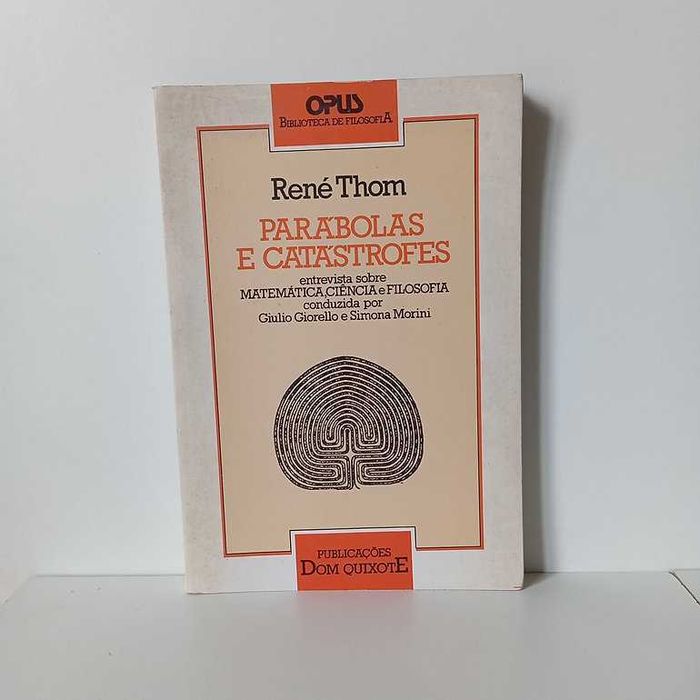 OPUS
BIBLIOTECA DE FILOSOFIA
René Thom
PARÁBOLAS
E CATÁSTROFES
entrevista sobre
MATEMÁTICA, CIÊNCIA e FILOSOFIA
conduzida por
Giulio Giorello e Simona Morini
PUBLICAÇÕES
DOM QUIXOTE